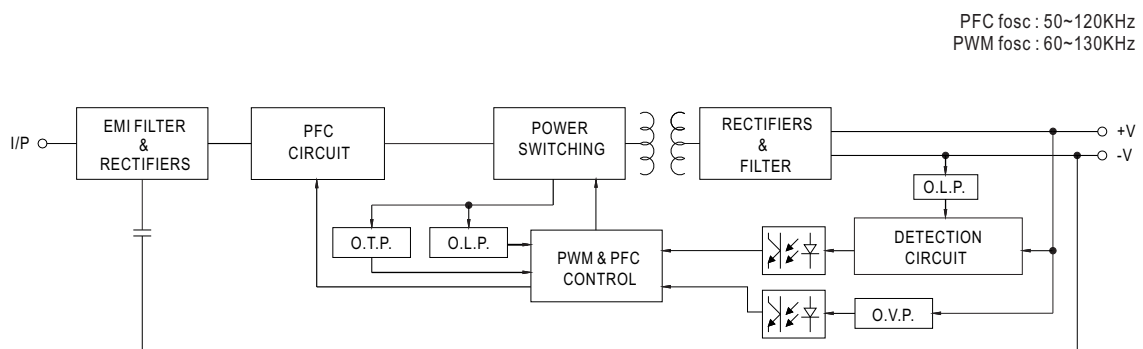 PFC fosc : 50~120KHz
PWM fosc : 60~130KHz
I/P
EMI FILTER
&
RECTIFIERS
PFC
CIRCUIT
POWER
SWITCHING
RECTIFIERS
&
FILTER
+V
-V
O.L.P.
O.T.P.
O.L.P.
PWM & PFC
CONTROL
DETECTION
CIRCUIT
O.V.P.